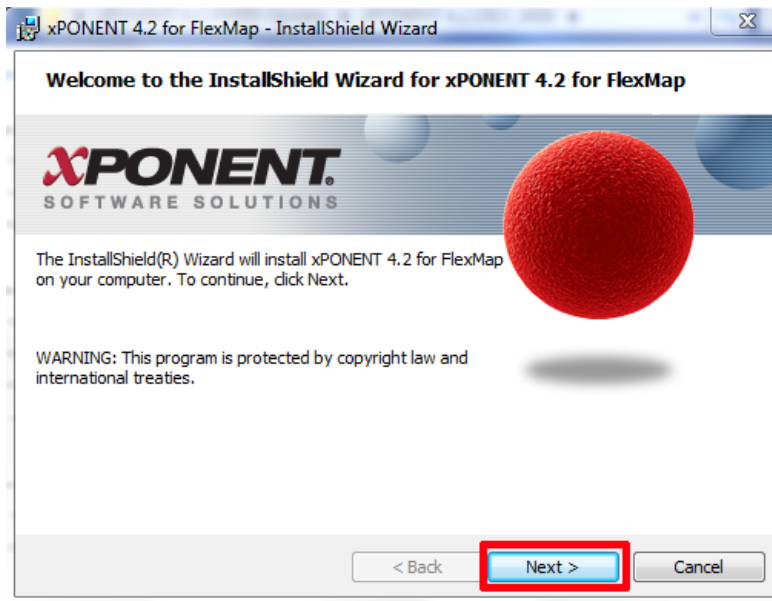 xPONENT 4.2 for FlexMap - InstallShield Wizard
Welcome to the InstallShield Wizard for xPONENT 4.2 for FlexMap
XPONENT®
SOFTWARE SOLUTIONS
The InstallShield(R) Wizard will install xPONENT 4.2 for FlexMap
on your computer. To continue, click Next.
WARNING: This program is protected by copyright law and
international treaties.
< Back Next > Cancel